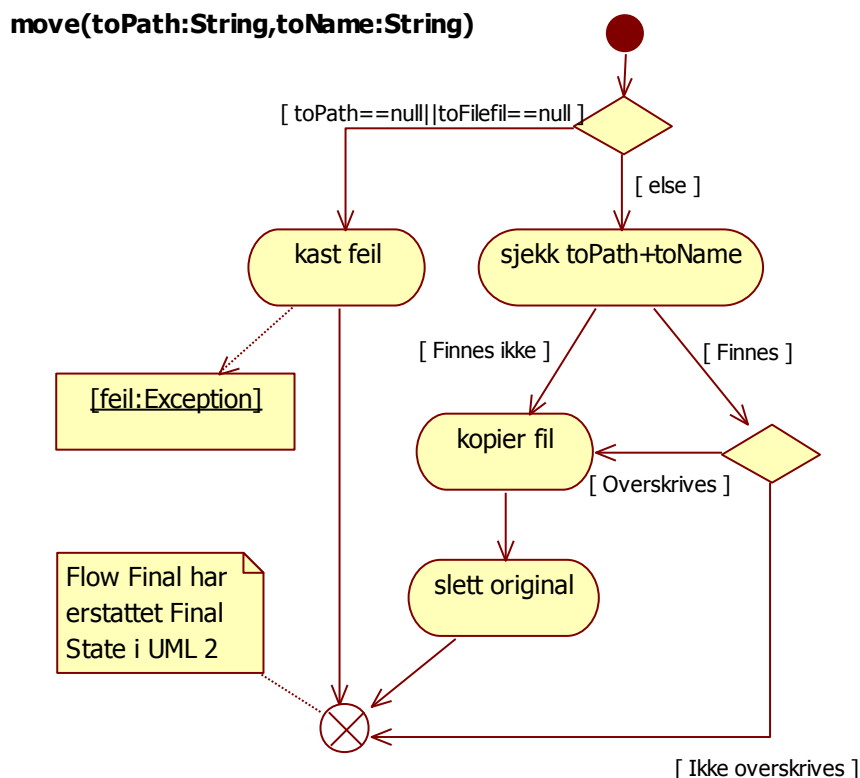 move(toPath:String,toName:String)
[ toPath==null||toFilefil==null ]
[ else ]
kast feil
sjekk toPath+toName
[ Finnes ikke ]
[ Finnes ]
[feil:Exception]
kopier fil
[ Overskrives ]
slett original
Flow Final har
erstattet Final
State i UML 2
[ Ikke overskrives ]